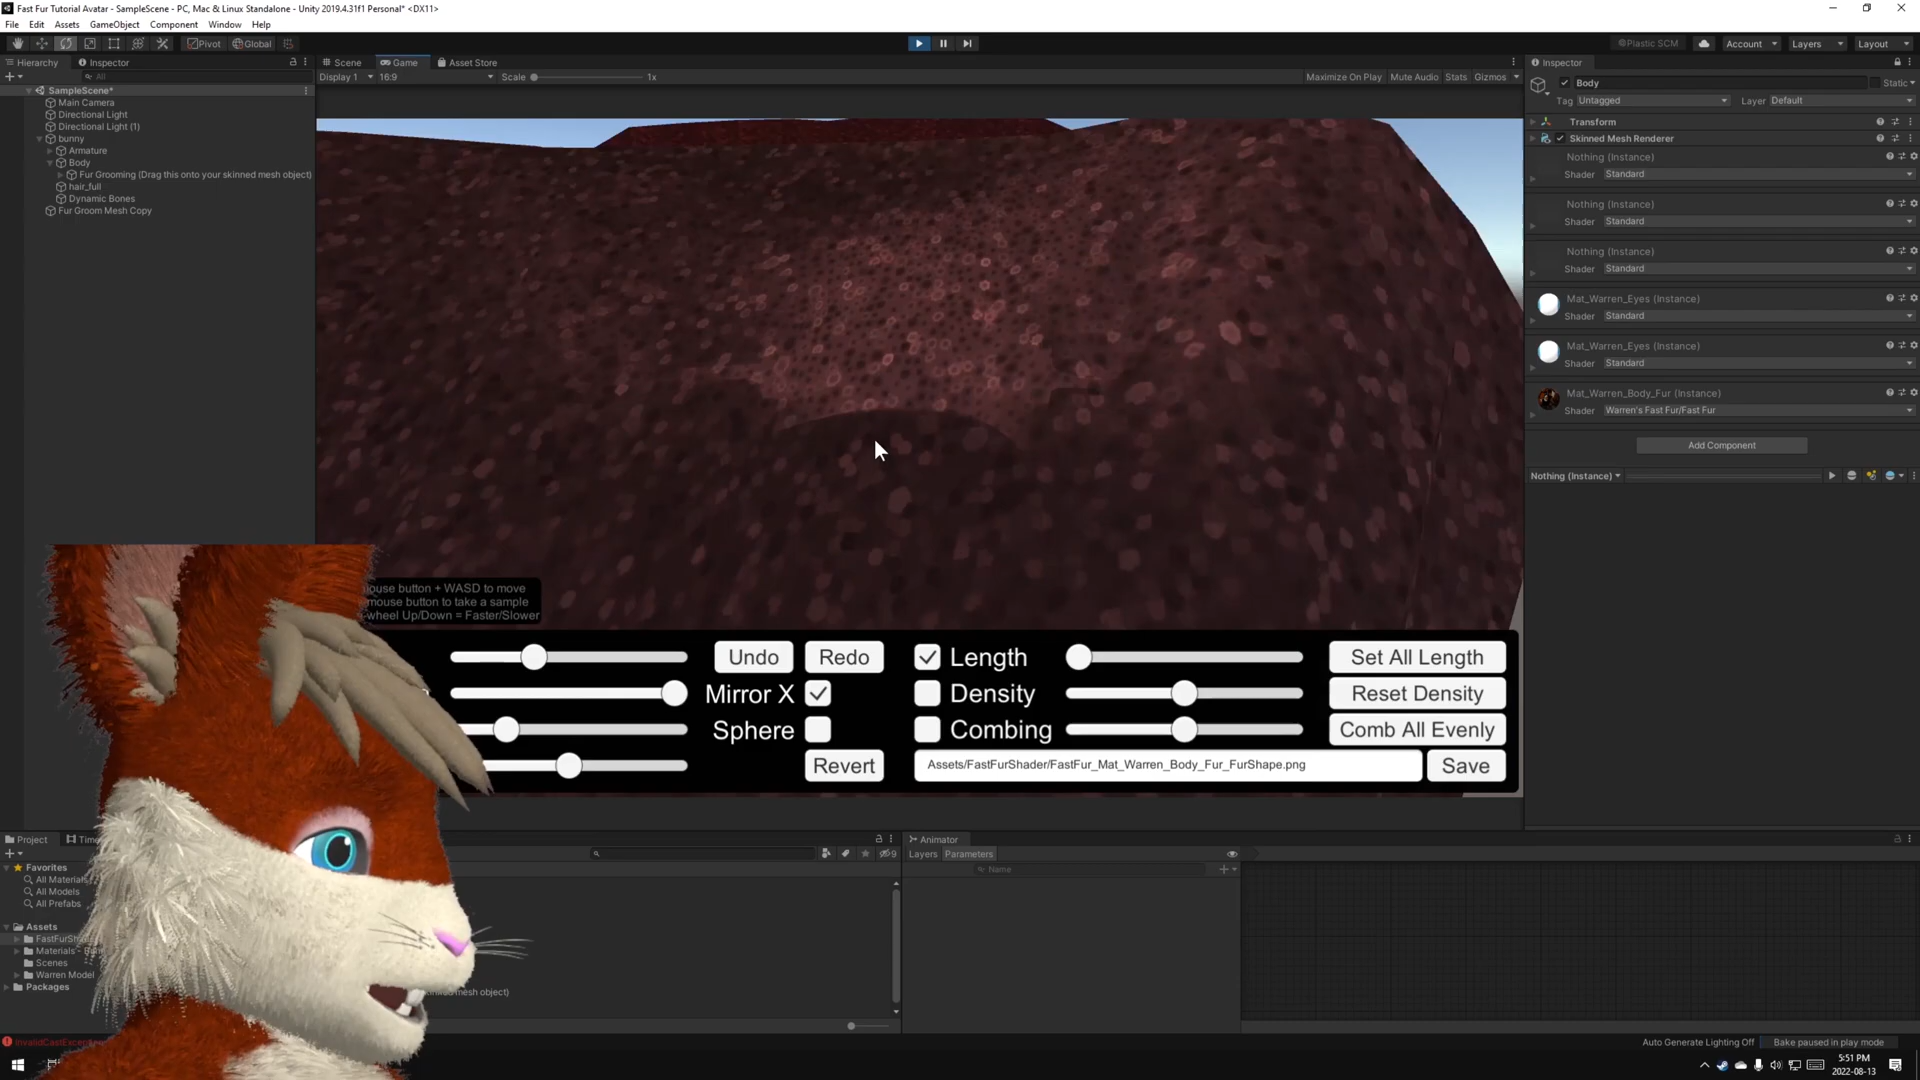 Fast Fur Tutorial Avatar - SampleScene - PC, Mac & Linux Standalone - Unity 2019.4.31f1 Personal* <DX11>
File Edit Assets GameObject Component Window Help
Pivot Global Plastic SCM Account Layers Layout
Hierarchy Inspector Scene Game Asset Store Inspector
All Display 1 16:9 Scale 1x Maximize On Play Mute Audio Stats Gizmos
SampleScene*
Main Camera
Directional Light
Directional Light (1)
bunny
Armature
Body
Fur Grooming (Drag this onto your skinned mesh object)
hair_full
Dynamic Bones
Fur Groom Mesh Copy
Body Static
Tag Untagged Layer Default
Transform
Skinned Mesh Renderer
Nothing (Instance)
Shader Standard
Nothing (Instance)
Shader Standard
Nothing (Instance)
Shader Standard
Mat_Warren_Eyes (Instance)
Shader Standard
Mat_Warren_Eyes (Instance)
Shader Standard
Mat_Warren_Body_Fur (Instance)
Shader Warren's Fast Fur/Fast Fur
Add Component
Nothing (Instance)
mouse button + WASD to move
mouse button to take a sample
-wheel Up/Down = Faster/Slower
Undo Redo Length Set All Length
Mirror X Density Reset Density
Sphere Combing Comb All Evenly
Revert Assets/FastFurShader/FastFur_Mat_Warren_Body_Fur_FurShape.png Save
Project 9
Favorites
All Materials
All Models
All Prefabs
Assets
FastFurSh
Materials - 
Scenes
Warren Model
Packages
mesh object)
Animator
Layers Parameters
Name
InvalidCastExce
Auto Generate Lighting Off Bake paused in play mode
5:51 PM
2022-08-13